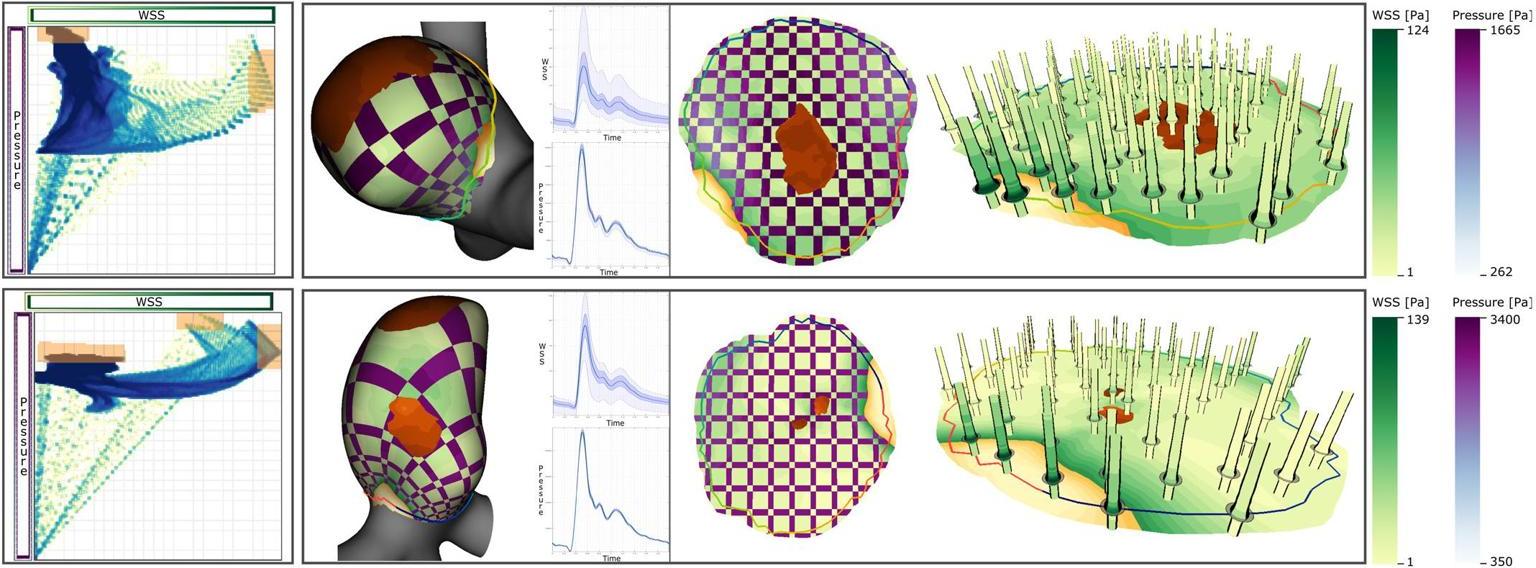 WSS
Pressure
WSS
Time
Pressure
Time
WSS [Pa]
124
1
Pressure [Pa]
1665
262
WSS
Pressure
WSS
Time
Pressure
Time
WSS [Pa]
139
1
Pressure [Pa]
3400
350